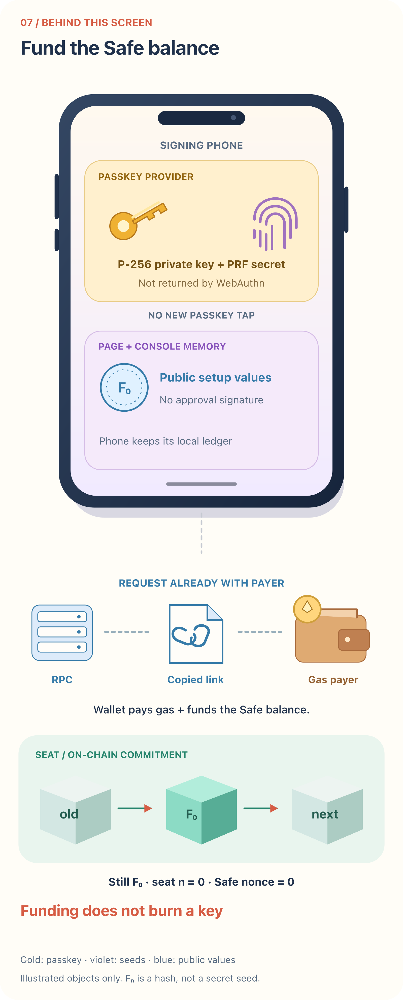 07 / BEHIND THIS SCREEN
Fund the Safe balance
SIGNING PHONE
PASSKEY PROVIDER
P-256 private key + PRF secret
Not returned by WebAuthn
NO NEW PASSKEY TAP
PAGE + CONSOLE MEMORY
F₀
Public setup values
No approval signature
Phone keeps its local ledger
REQUEST ALREADY WITH PAYER
RPC
Copied link
Gas payer
Wallet pays gas + funds the Safe balance.
SEAT / ON-CHAIN COMMITMENT
old
F₀
next
Still F₀ · seat n = 0 · Safe nonce = 0
Funding does not burn a key
Gold: passkey · violet: seeds · blue: public values
Illustrated objects only. Fₙ is a hash, not a secret seed.